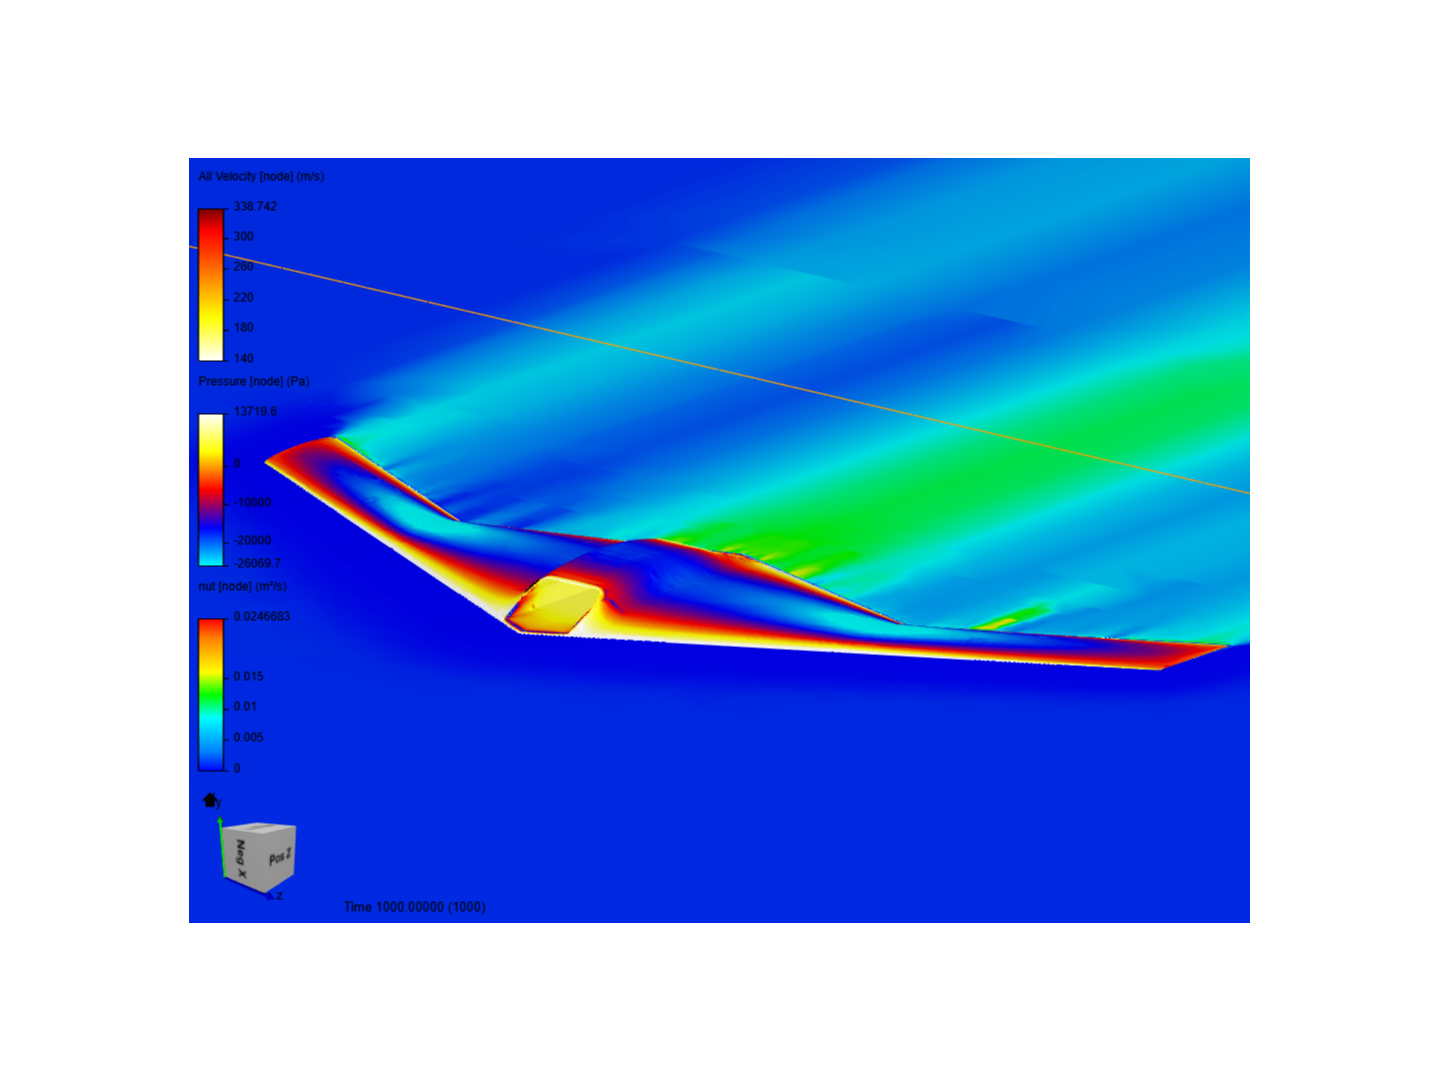 All Velocity [node] (m/s)
338.742
300
260
220
180
140
Pressure [node] (Pa)
13719.6
0
-10000
-20000
-26069.7
nut [node] (m²/s)
0.0246683
0.015
0.01
0.005
0
y
Neg X
Pos Z
z
Time 1000.00000 (1000)